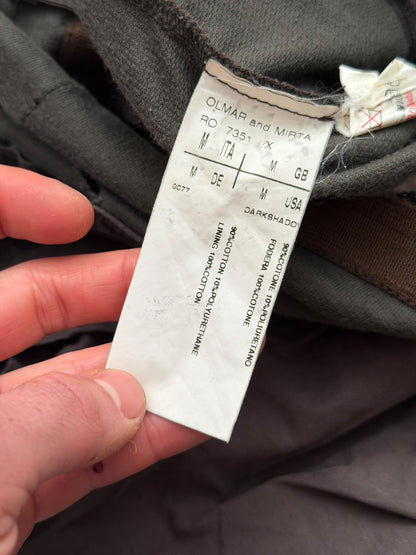 OLMAR and MIRTA
RO 7351 X
M ITA M GB
M DE M USA
0077 DARKSHADO
90%COTONE 10%POLIURETANO
FODERA 100%COTONE
90%COTTON 10%POLYURETHANE
LINING 100%COTTON